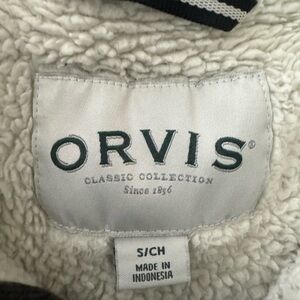 ORVIS®
CLASSIC COLLECTION
Since 1856
S/CH
MADE IN
INDONESIA